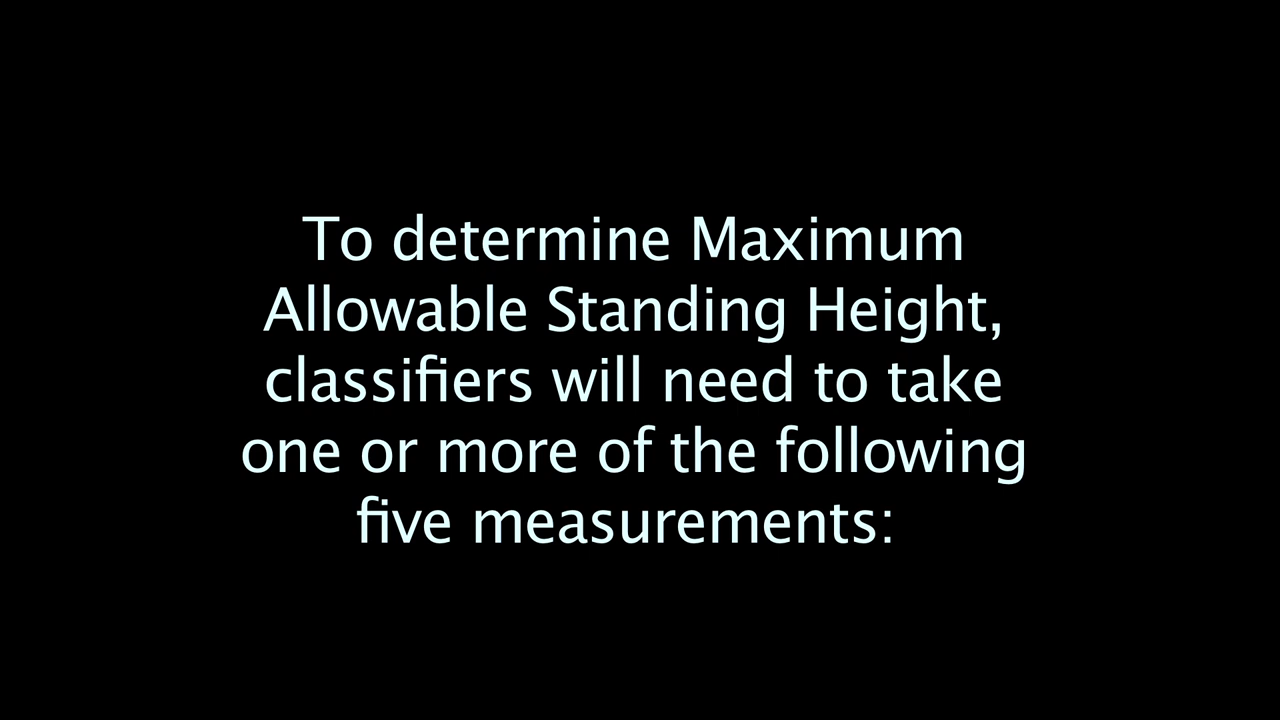 To determine Maximum
Allowable Standing Height,
classifiers will need to take
one or more of the following
five measurements: